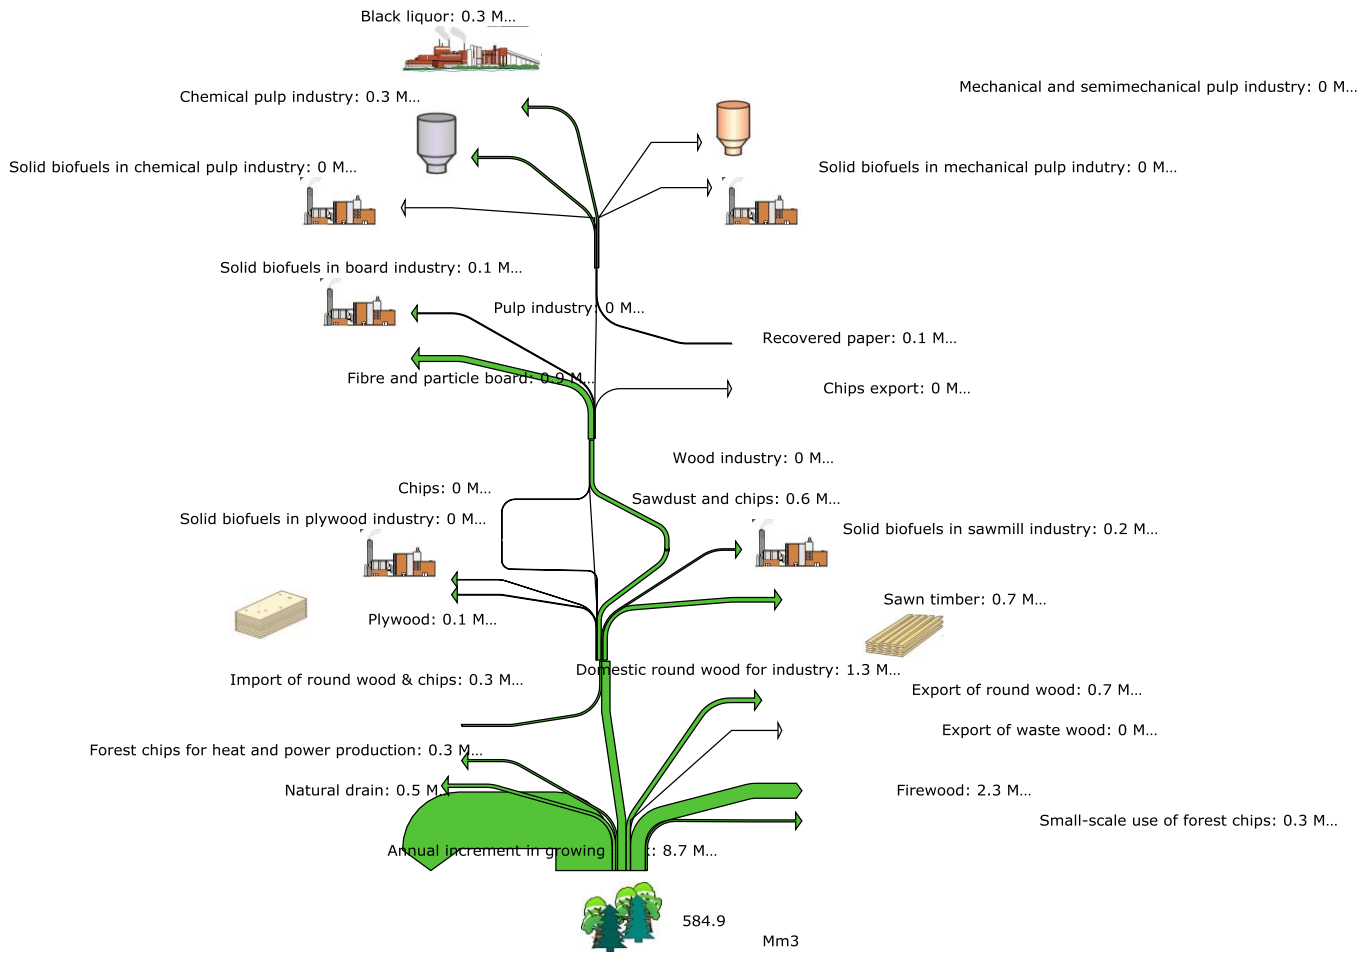 Black liquor: 0.3 M…
Mechanical and semimechanical pulp industry: 0 M…
Chemical pulp industry: 0.3 M…
Solid biofuels in chemical pulp industry: 0 M…
Solid biofuels in mechanical pulp indutry: 0 M…
Solid biofuels in board industry: 0.1 M…
Pulp industry: 0 M…
Recovered paper: 0.1 M…
Fibre and particle board: 0.9 M…
Chips export: 0 M…
Wood industry: 0 M…
Chips: 0 M…
Sawdust and chips: 0.6 M…
Solid biofuels in plywood industry: 0 M…
Solid biofuels in sawmill industry: 0.2 M…
Sawn timber: 0.7 M…
Plywood: 0.1 M…
Domestic round wood for industry: 1.3 M…
Import of round wood & chips: 0.3 M…
Export of round wood: 0.7 M…
Export of waste wood: 0 M…
Forest chips for heat and power production: 0.3 M…
Natural drain: 0.5 M…
Firewood: 2.3 M…
Small-scale use of forest chips: 0.3 M…
Annual increment in growing : 8.7 M…
584.9
Mm3